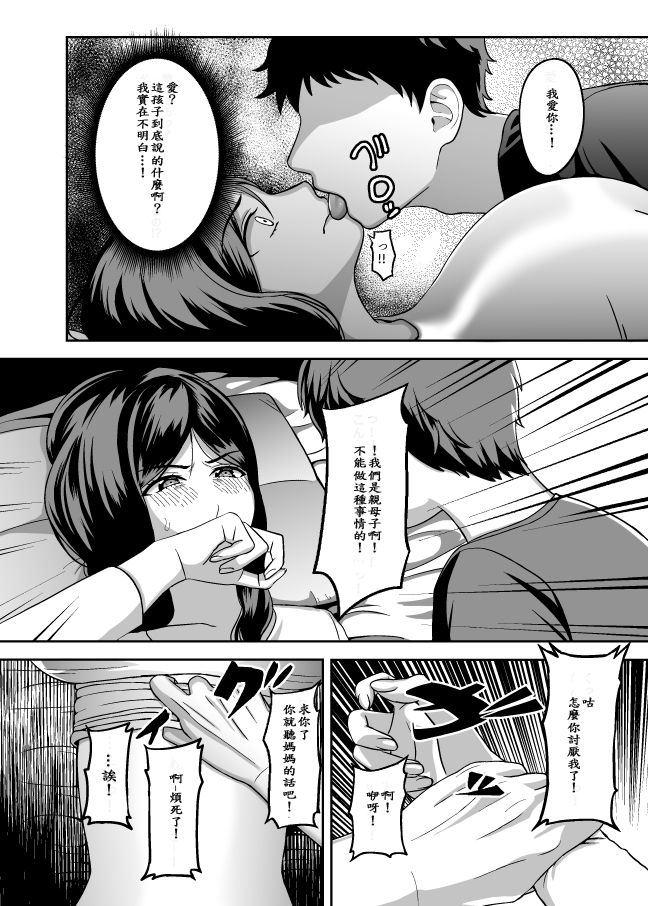 我愛你…！
ベロッ
っ!!
愛？
這孩子到底說的什麼啊？
我實在不明白…！
！我們是親母子啊！
不能做這種事情的！
咕
怎麼你討厭我了！
啊！
咿呀！
求你了
你就聽媽媽的話吧！
啊–煩死了！
…誒！